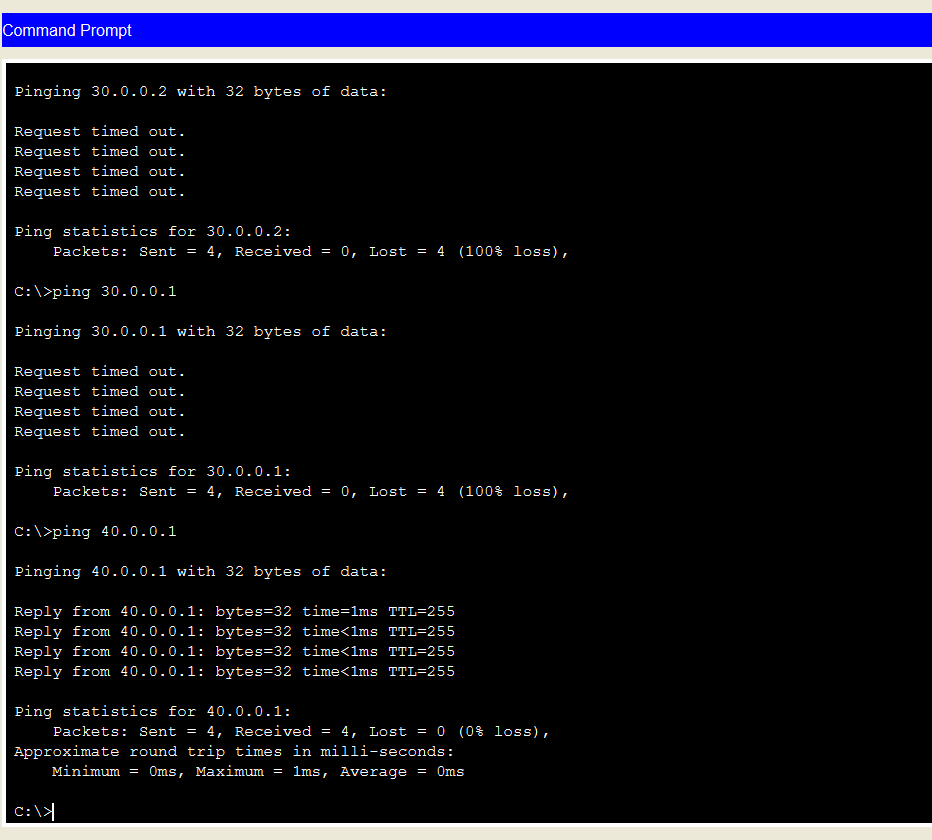 Command Prompt
Pinging 30.0.0.2 with 32 bytes of data:
Request timed out.
Request timed out.
Request timed out.
Request timed out.
Ping statistics for 30.0.0.2:
    Packets: Sent = 4, Received = 0, Lost = 4 (100% loss),
C:\>ping 30.0.0.1
Pinging 30.0.0.1 with 32 bytes of data:
Request timed out.
Request timed out.
Request timed out.
Request timed out.
Ping statistics for 30.0.0.1:
    Packets: Sent = 4, Received = 0, Lost = 4 (100% loss),
C:\>ping 40.0.0.1
Pinging 40.0.0.1 with 32 bytes of data:
Reply from 40.0.0.1: bytes=32 time=1ms TTL=255
Reply from 40.0.0.1: bytes=32 time<1ms TTL=255
Reply from 40.0.0.1: bytes=32 time<1ms TTL=255
Reply from 40.0.0.1: bytes=32 time<1ms TTL=255
Ping statistics for 40.0.0.1:
    Packets: Sent = 4, Received = 4, Lost = 0 (0% loss),
Approximate round trip times in milli-seconds:
    Minimum = 0ms, Maximum = 1ms, Average = 0ms
C:\>